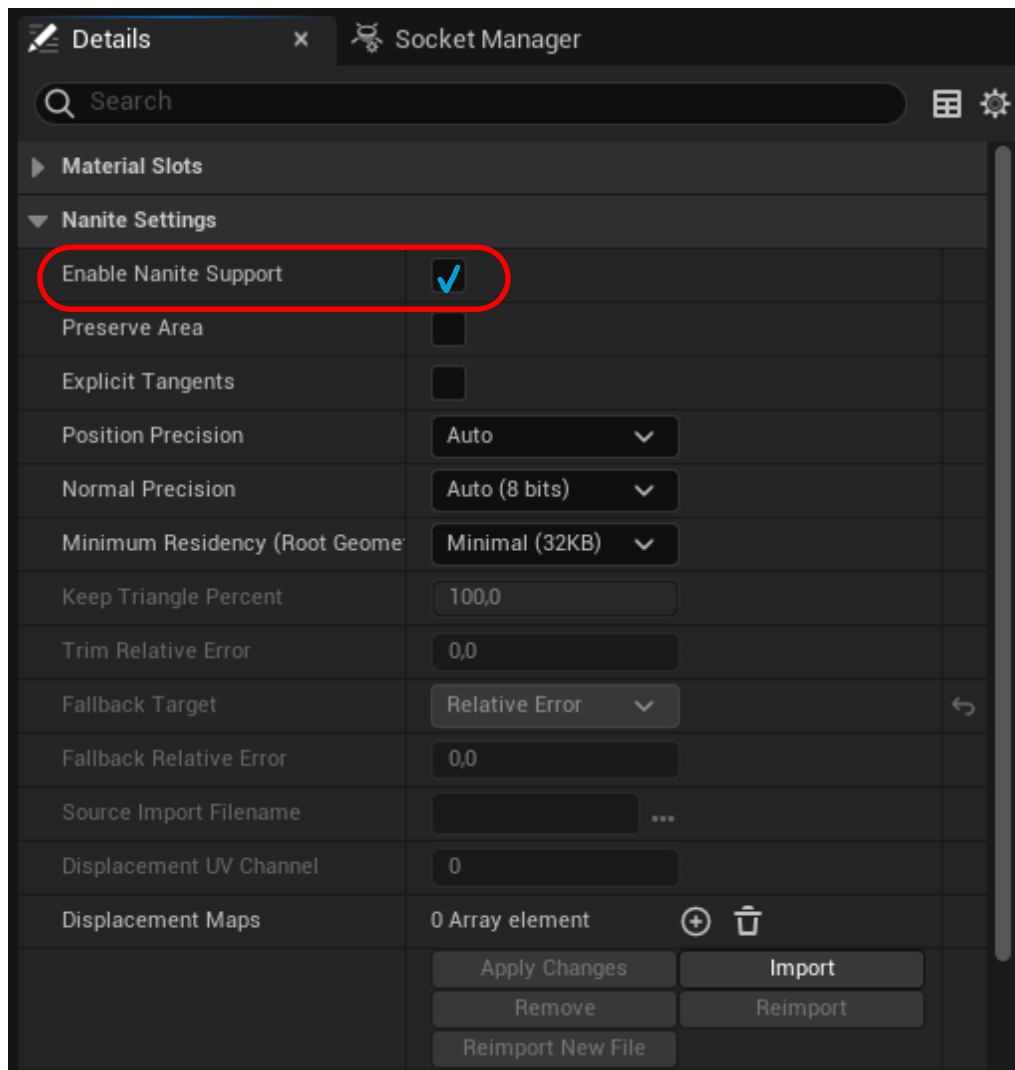 Details
Socket Manager
Search
Material Slots
Nanite Settings
Enable Nanite Support
Preserve Area
Explicit Tangents
Position Precision Auto
Normal Precision Auto (8 bits)
Minimum Residency (Root Geome Minimal (32KB)
Keep Triangle Percent 100,0
Trim Relative Error 0,0
Fallback Target Relative Error
Fallback Relative Error 0,0
Source Import Filename
Displacement UV Channel 0
Displacement Maps 0 Array element
Apply Changes Import
Remove Reimport
Reimport New File